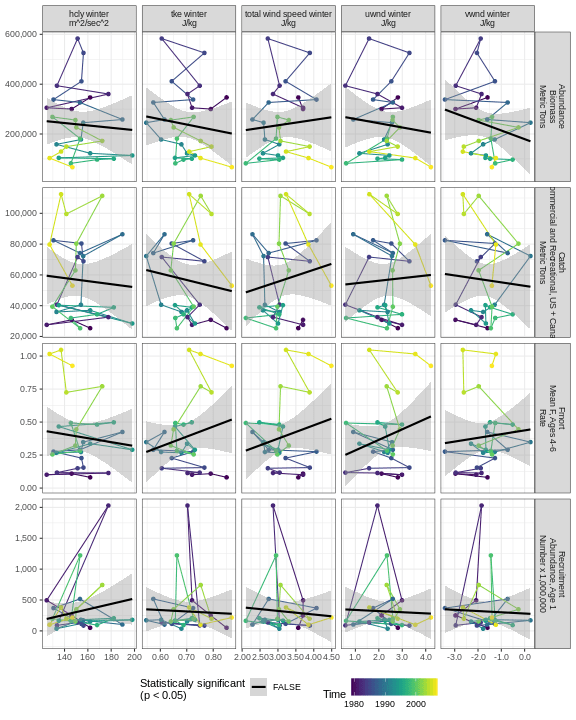 hcly winter
m^2/sec^2
tke winter
J/kg
total wind speed winter
J/kg
uwnd winter
J/kg
vwnd winter
J/kg
600,000
400,000
200,000
Abundance
Biomass
Metric Tons
100,000
80,000
60,000
40,000
20,000
Catch
ommercial and Recreational, US + Cana
Metric Tons
1.00
0.75
0.50
0.25
0.00
Fmort
Mean F, Ages 4-6
Rate
2,000
1,500
1,000
500
0
Recruitment
Abundance, Age 1
Number x 1,000,000
140 160 180 200
0.60 0.70 0.80
2.00 2.50 3.00 3.50 4.00 4.50
1.0 2.0 3.0 4.0
-3.0 -2.0 -1.0 0.0
Statistically significant
(p < 0.05)
FALSE
Time
1980 1990 2000